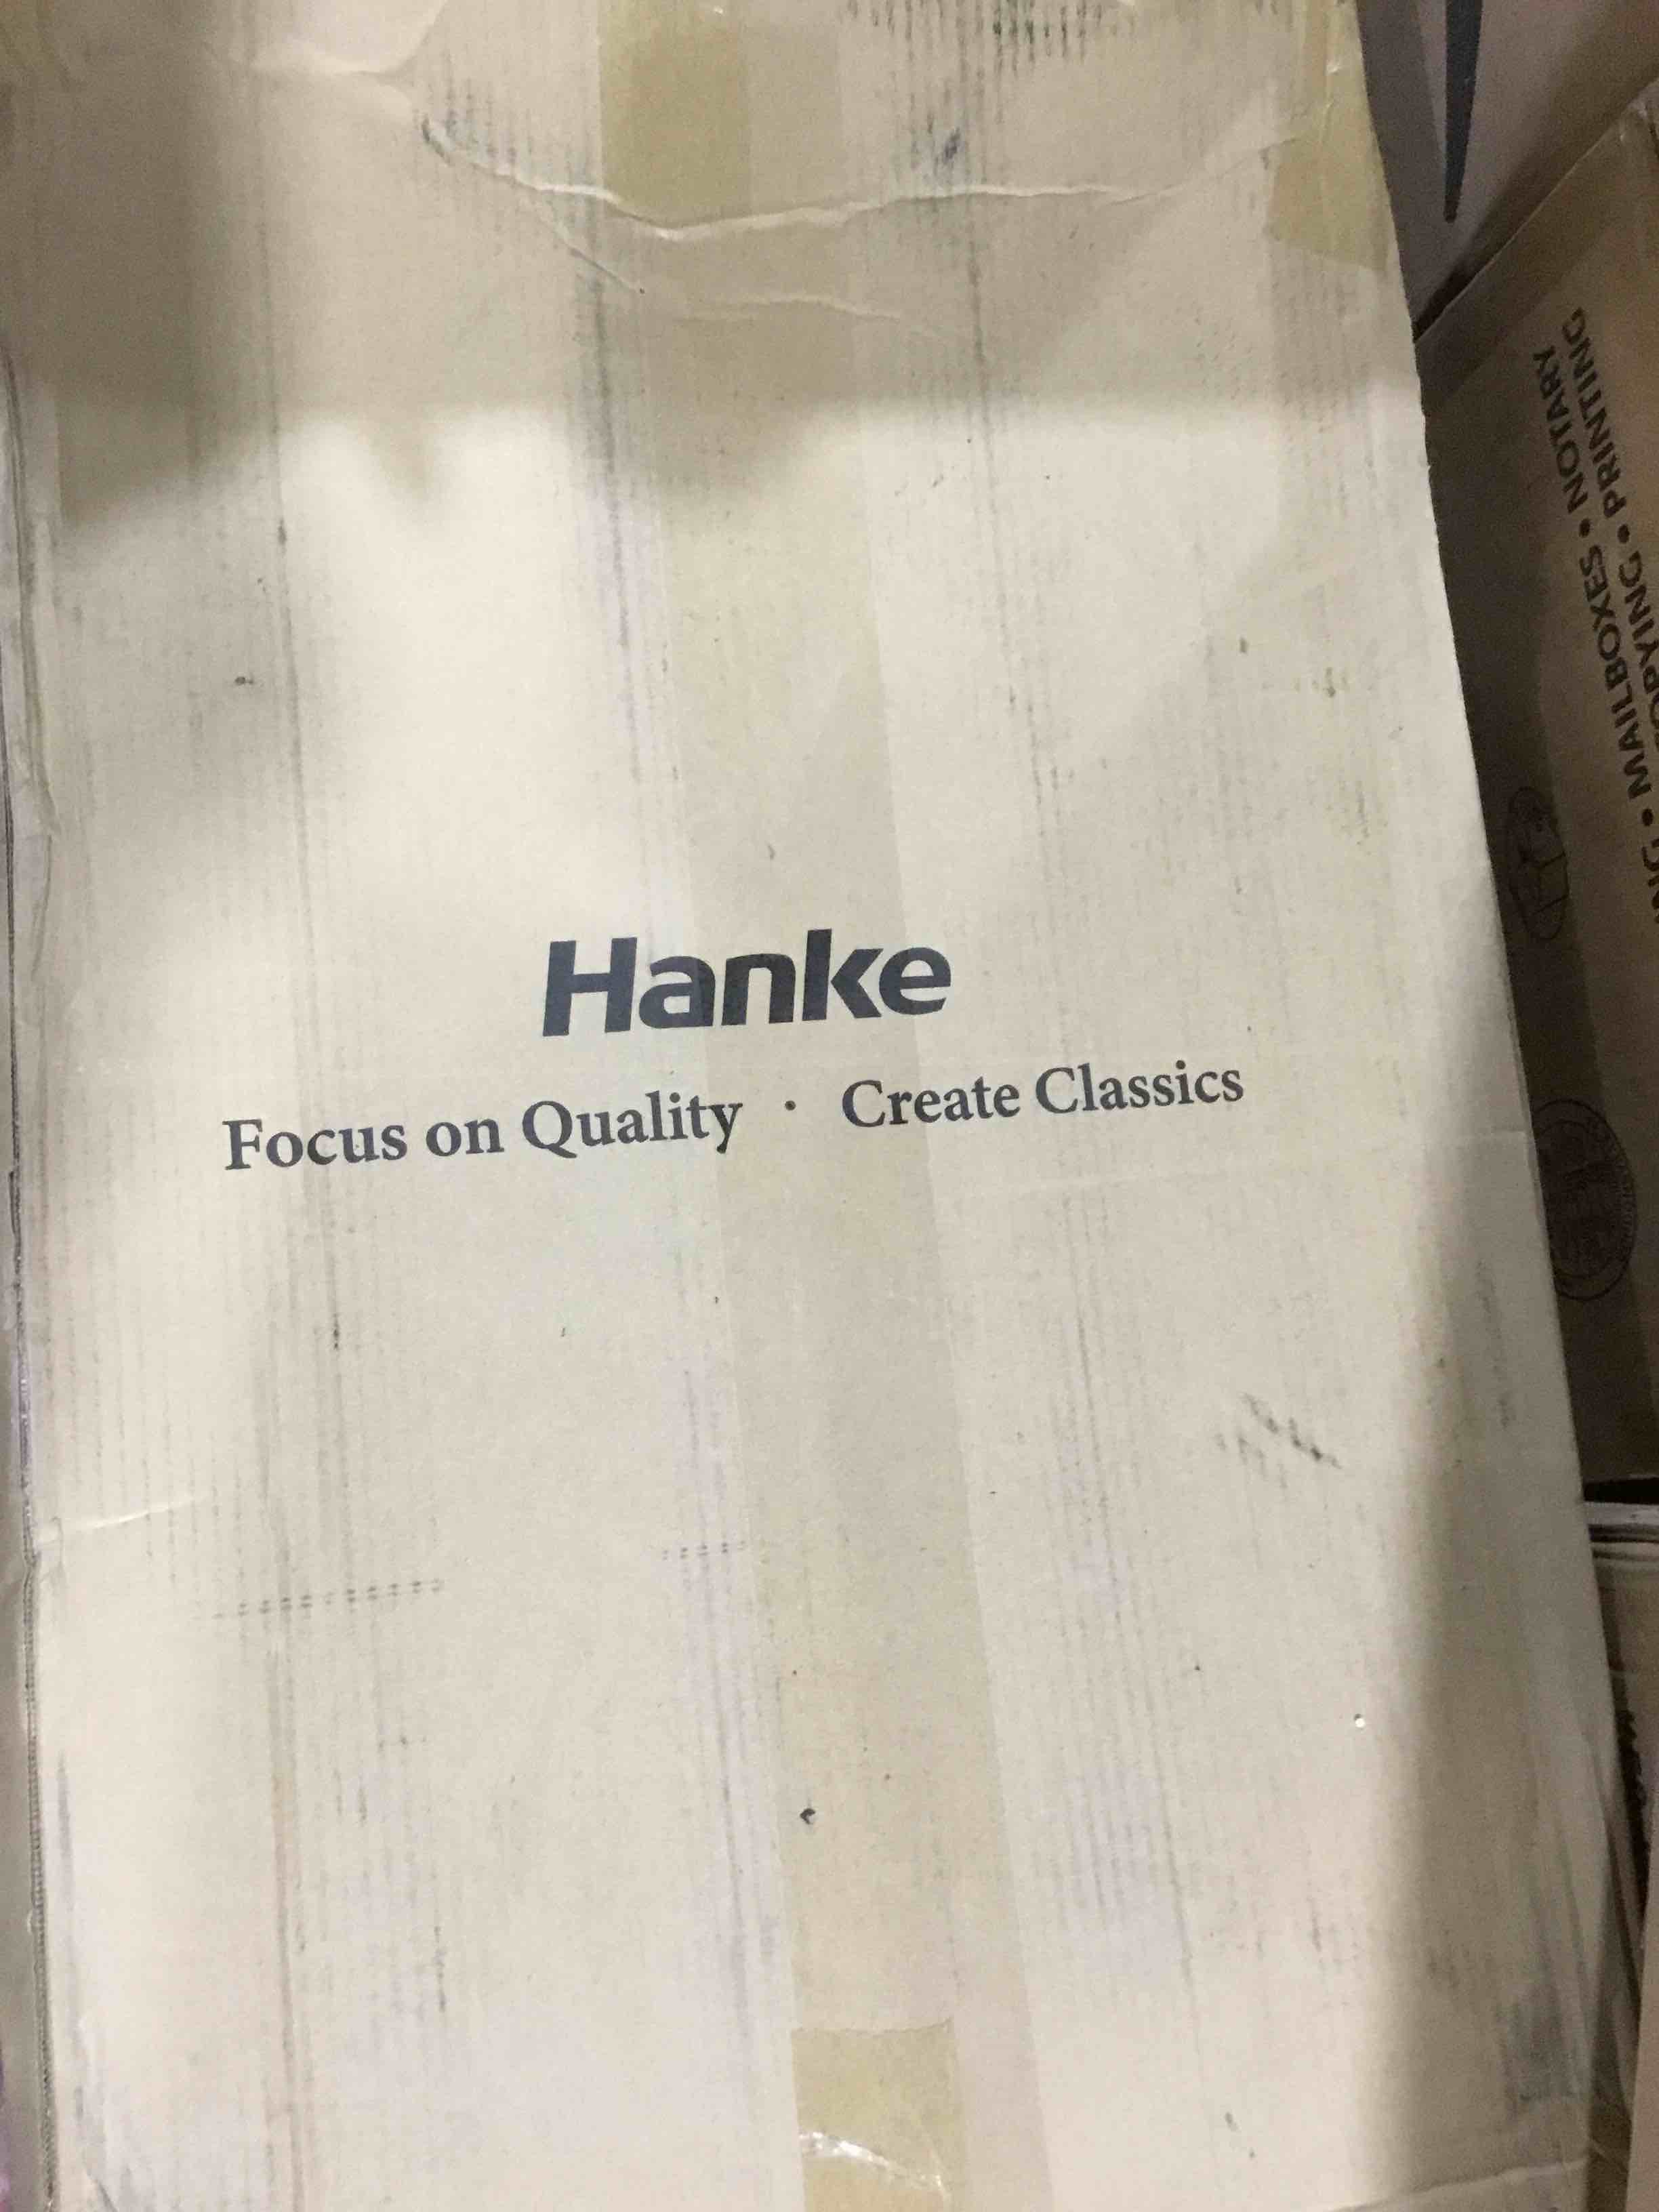 Hanke
Focus on Quality · Create Classics
• MAILBOXES • NOTARY
• PRINTING